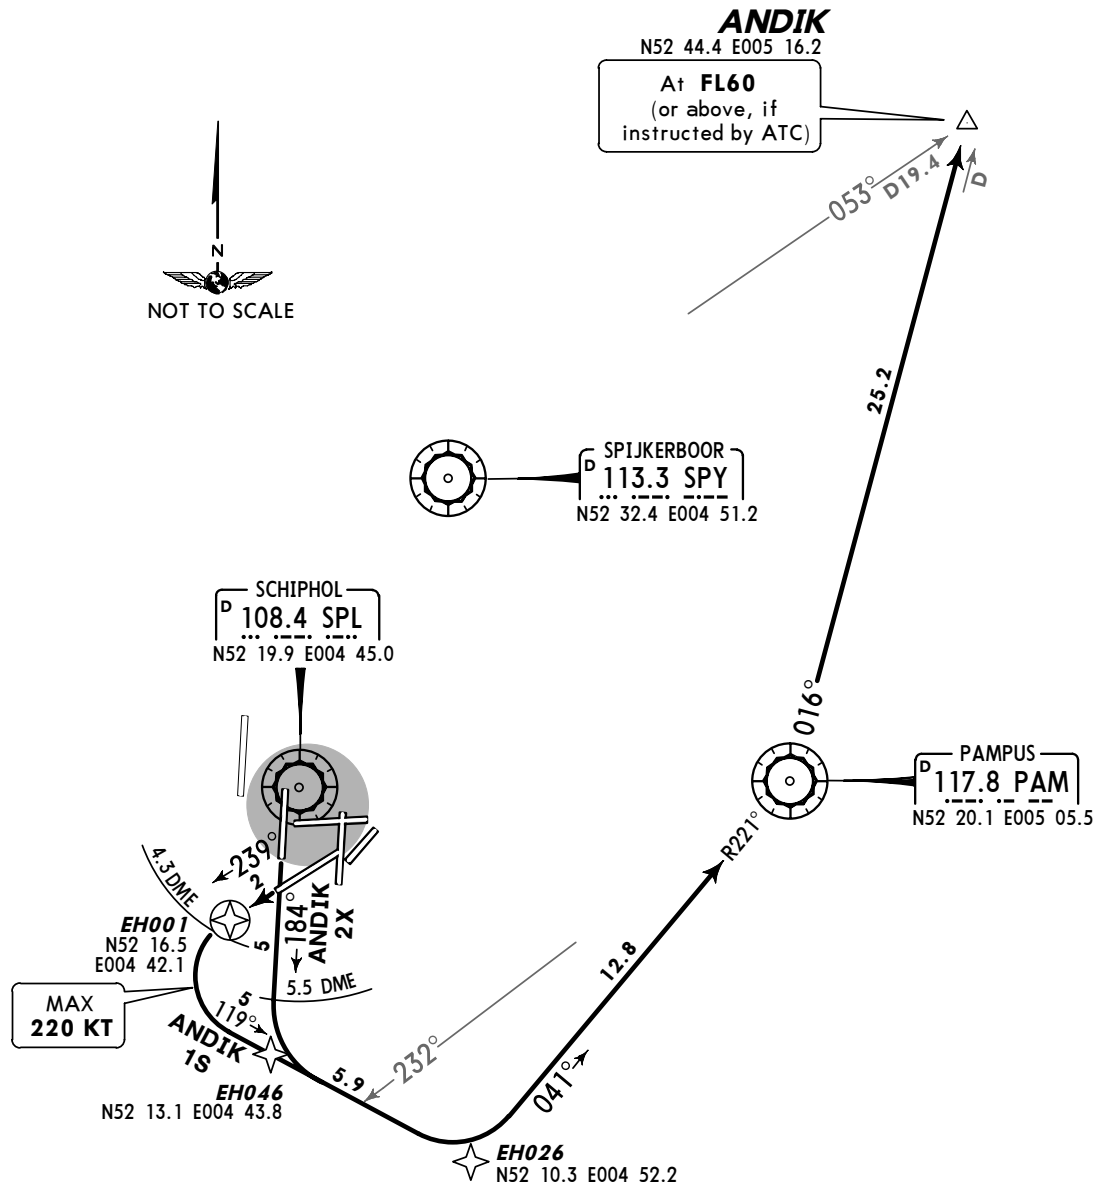 ANDIK
N52 44.4 E005 16.2
At FL60
(or above, if
instructed by ATC)
053°
D19.4
D
N
NOT TO SCALE
25.2
SPIJKERBOOR
D 113.3 SPY
N52 32.4 E004 51.2
SCHIPHOL
D 108.4 SPL
N52 19.9 E004 45.0
016°
PAMPUS
D 117.8 PAM
N52 20.1 E005 05.5
R221°
239°
2
4.3 DME
184°
ANDIK
2X
5
EH001
N52 16.5
E004 42.1
5.5 DME
12.8
MAX
220 KT
5
119°
ANDIK
1S
232°
5.9
041°
EH046
N52 13.1 E004 43.8
EH026
N52 10.3 E004 52.2